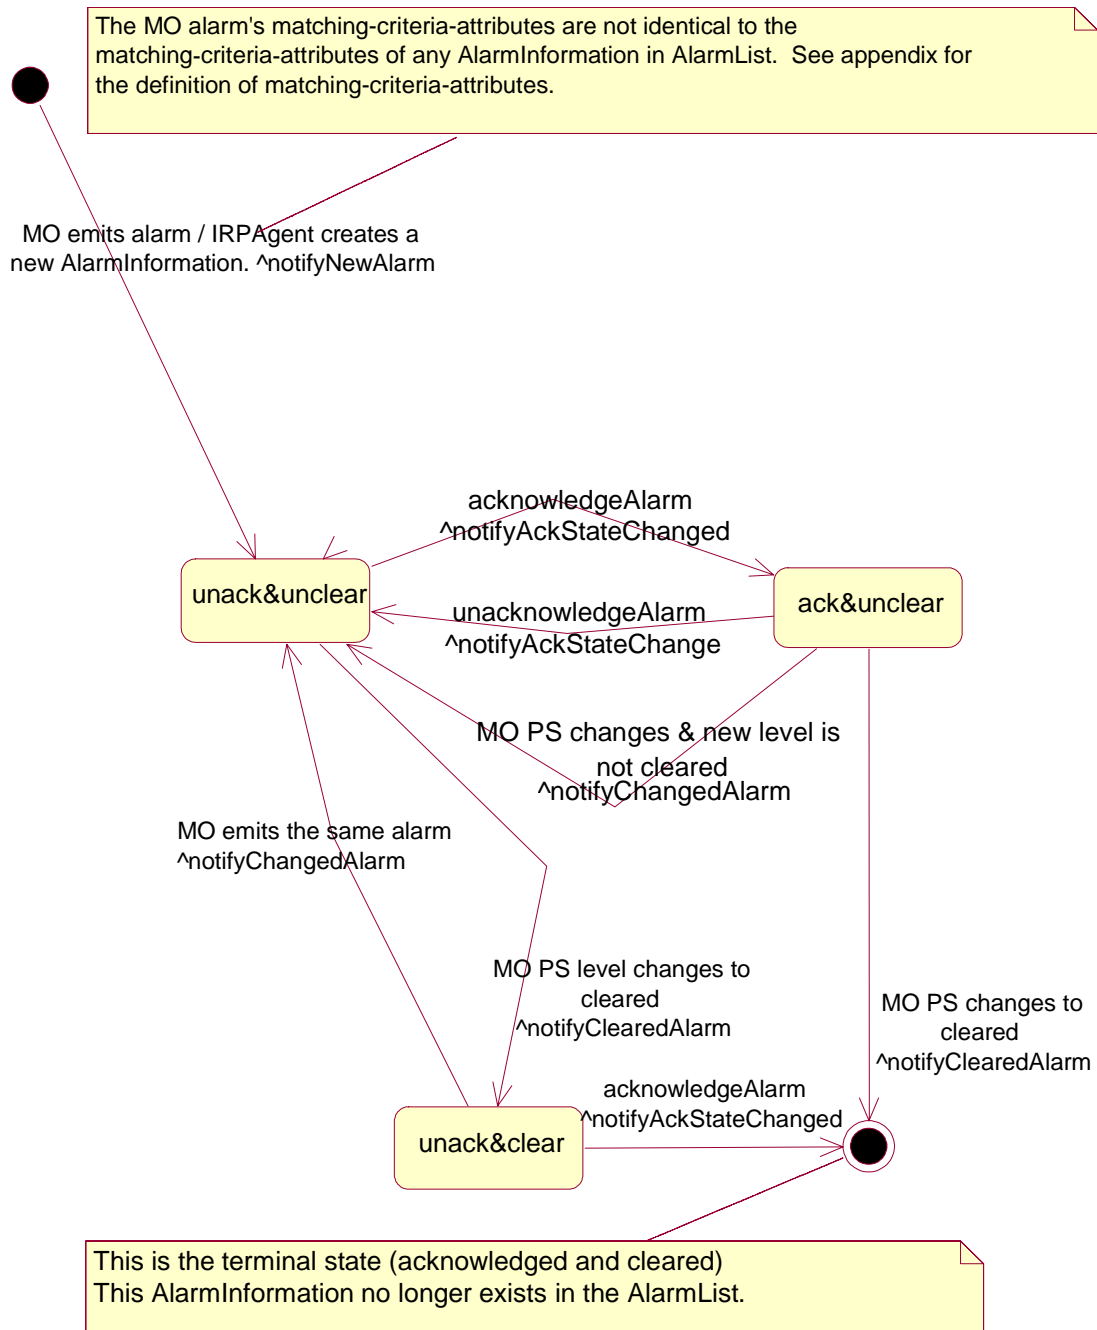 The MO alarm's matching-criteria-attributes are not identical to the
matching-criteria-attributes of any AlarmInformation in AlarmList.  See appendix for
the definition of matching-criteria-attributes.
MO emits alarm / IRPAgent creates a
new AlarmInformation. ^notifyNewAlarm
acknowledgeAlarm
^notifyAckStateChanged
unack&unclear
ack&unclear
unacknowledgeAlarm
^notifyAckStateChange
MO PS changes & new level is
not cleared
^notifyChangedAlarm
MO emits the same alarm
^notifyChangedAlarm
MO PS level changes to
cleared
^notifyClearedAlarm
MO PS changes to
cleared
^notifyClearedAlarm
acknowledgeAlarm
^notifyAckStateChanged
unack&clear
This is the terminal state (acknowledged and cleared)
This AlarmInformation no longer exists in the AlarmList.